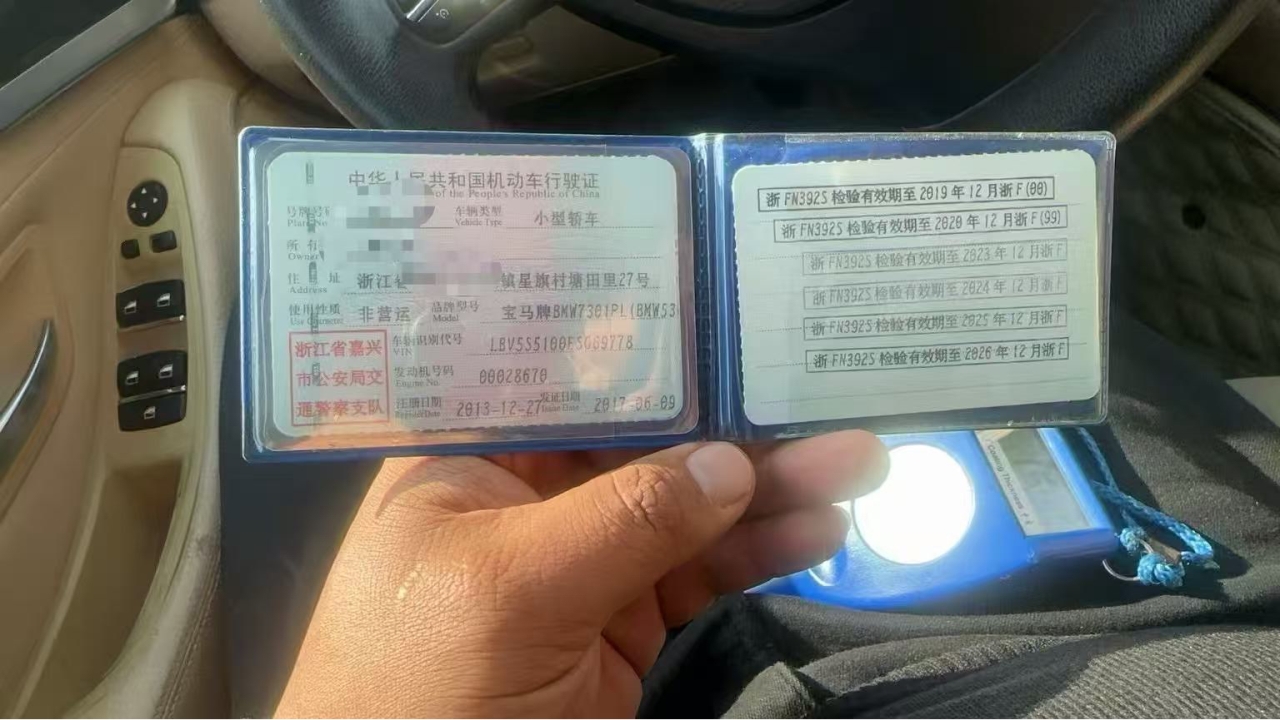 中华人民共和国机动车行驶证
of the People's Republic of China
号牌号码 车辆类型 小型轿车
Plate No. Vehicle Type
所有
Owner
住 址 浙江省 镇星旗村塘田里27号
Address
使用性质 非营运 品牌型号 宝马牌BMW7301PL(BMW53
Use Character Model
浙江省嘉兴
市公安局交
通警察支队
车辆识别代号
VIN
发动机号码 00028670
Engine No.
注册日期 2013-12-27 发证日期 2017-06-09
Register Date Issue Date
浙FN392S 检验有效期至2019年12月浙F(00)
浙FN392S 检验有效期至2020年12月浙F(99)
浙FN392S 检验有效期至2023年12月浙F
浙FN392S 检验有效期至2024年12月浙F
浙FN392S 检验有效期至2025年12月浙F
浙FN392S 检验有效期至2026年12月浙F
Coating Thickness